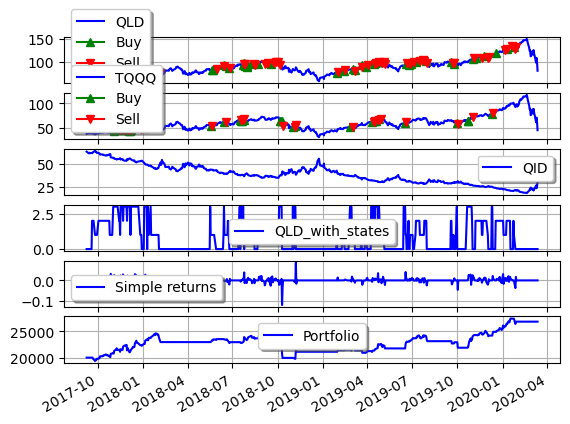 QLD
Buy
Sell
150
100
TQQQ
Buy
Sell
100
50
QID
50
25
QLD_with_states
2.5
0.0
Simple returns
0.0
−0.1
Portfolio
25000
20000
2017-10 2018-01 2018-04 2018-07 2018-10 2019-01 2019-04 2019-07 2019-10 2020-01 2020-04